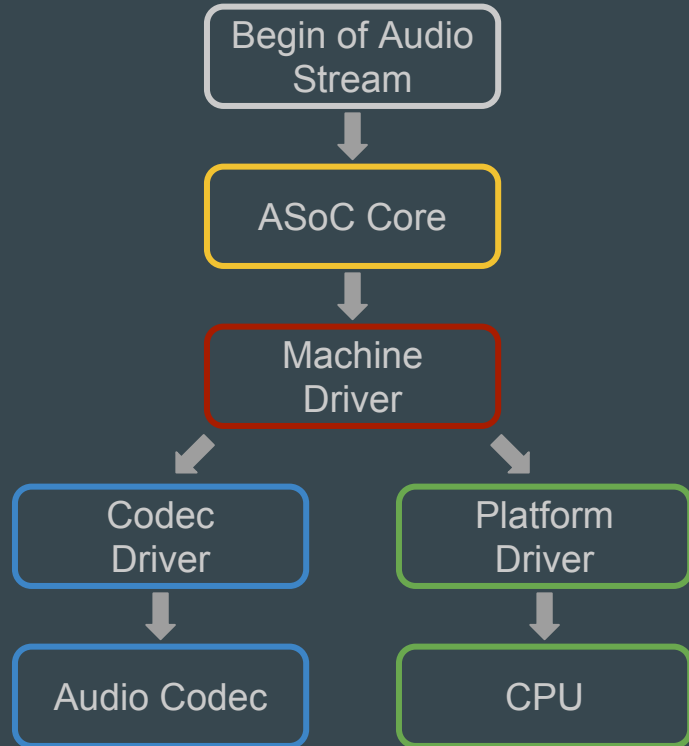 Begin of Audio
Stream
ASoC Core
Machine
Driver
Codec
Driver
Platform
Driver
Audio Codec
CPU